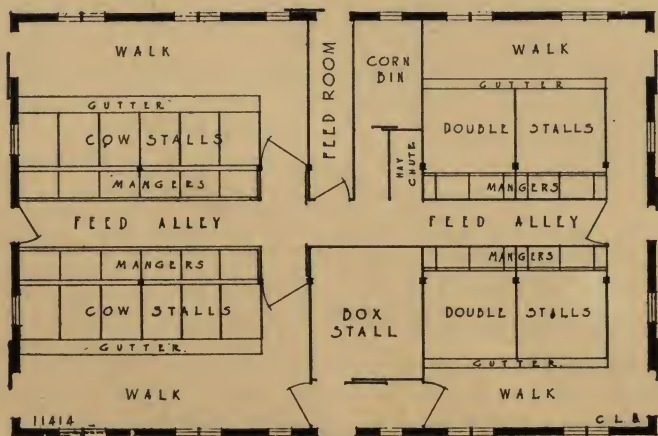 WALK
FEED ROOM
CORN
BIN
WALK
GUTTER
COW STALLS
MANGERS
HAY
CHUTE
GUTTER
DOUBLE STALLS
MANGERS
FEED ALLEY
FEED ALLEY
MANGERS
COW STALLS
GUTTER
BOX
STALL
MANGERS
DOUBLE STALLS
GUTTER
WALK
WALK
11414
C L B